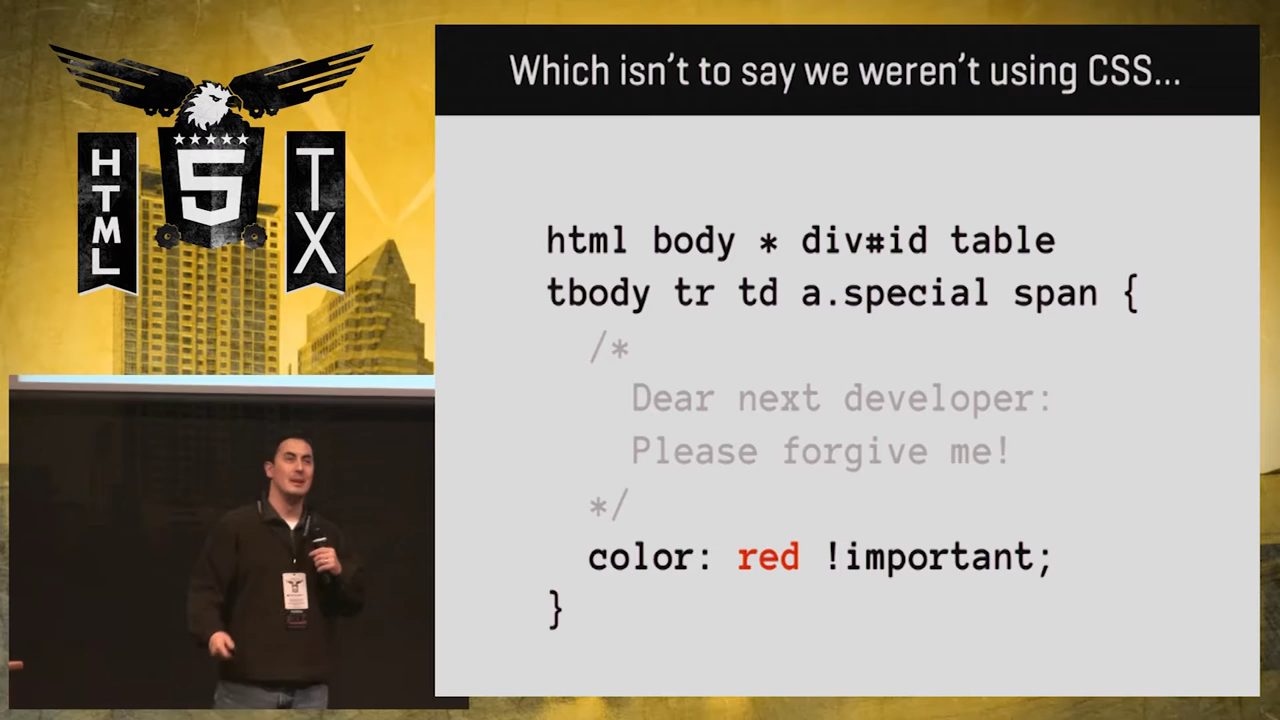 Which isn't to say we weren't using CSS...
HTML
5
TX
html body * div#id table
tbody tr td a.special span {
/*
Dear next developer:
Please forgive me!
*/
color: red !important;
}